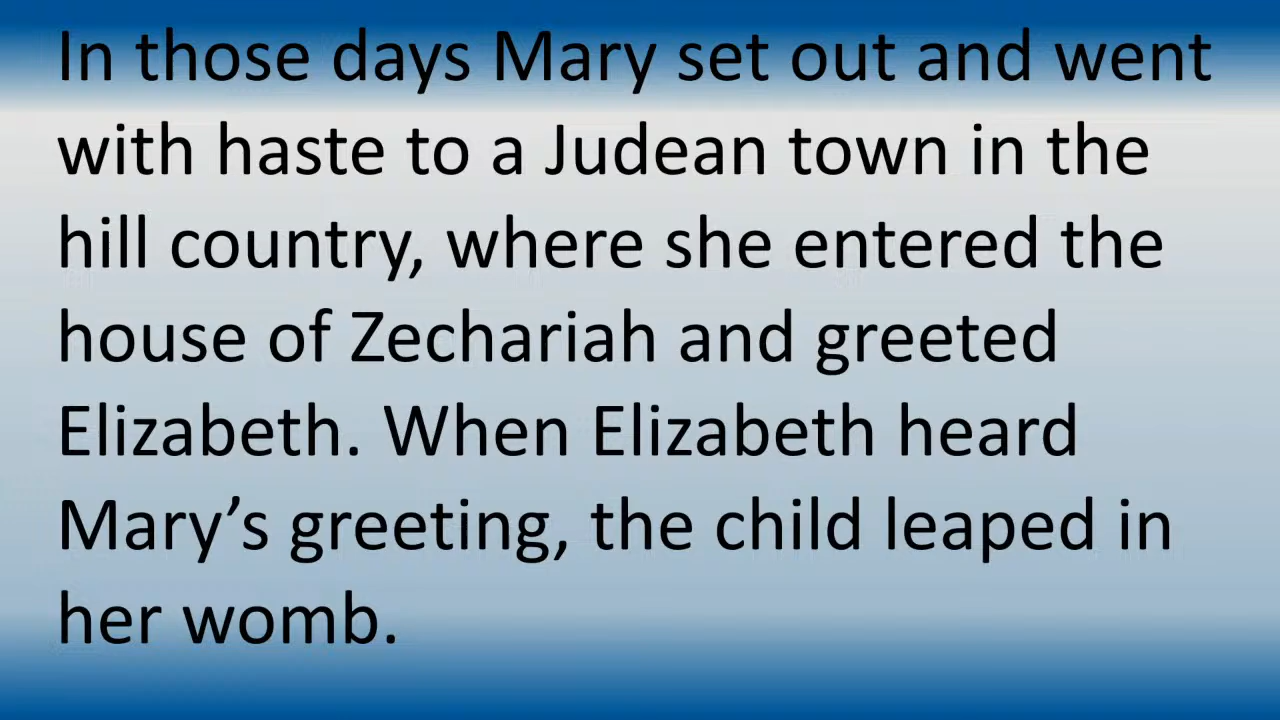 In those days Mary set out and went
with haste to a Judean town in the
hill country, where she entered the
house of Zechariah and greeted
Elizabeth. When Elizabeth heard
Mary’s greeting, the child leaped in
her womb.